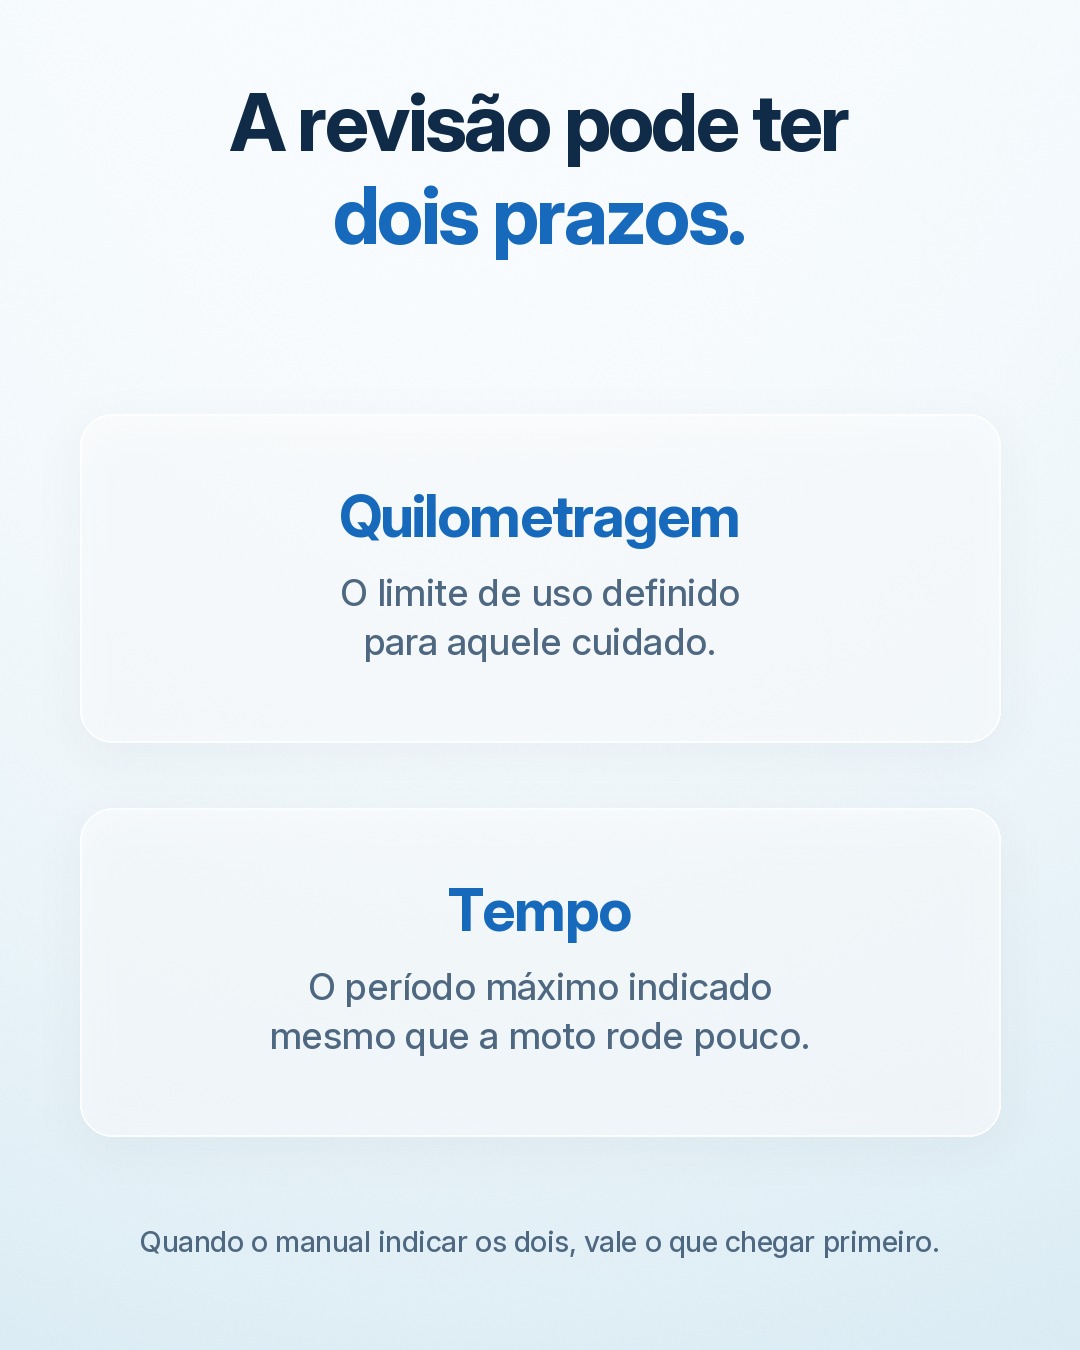 A revisão pode ter
dois prazos.
Quilometragem
O limite de uso definido
para aquele cuidado.
Tempo
O período máximo indicado
mesmo que a moto rode pouco.
Quando o manual indicar os dois, vale o que chegar primeiro.